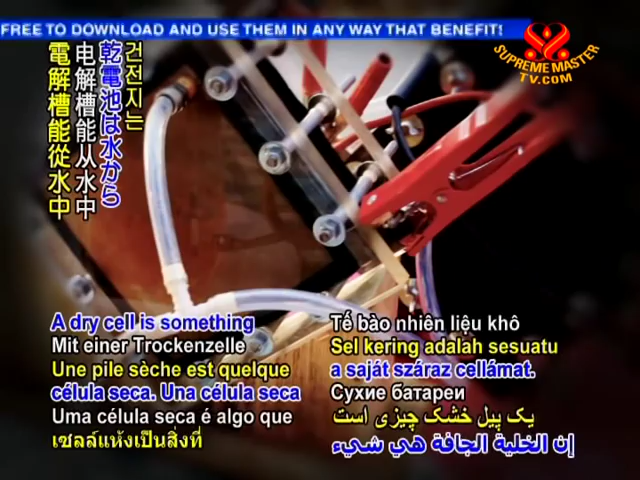 FREE TO DOWNLOAD AND USE THEM IN ANY WAY THAT BENEFITS
SUPREME MASTER
TV.COM
건전지는
乾電池は水から
电解槽能从水中
電解槽能從水中
A dry cell is something
Mit einer Trockenzelle
Une pile sèche est quelque
célula seca. Una célula seca
Uma célula seca é algo que
เซลล์แห้งเป็นสิ่งที่
Tế bào nhiên liệu khô
Sel kering adalah sesuatu
a saját száraz cellámat.
Сухие батареи
یک پیل خشک چیزی است
إن الخلية الجافة هي شيء